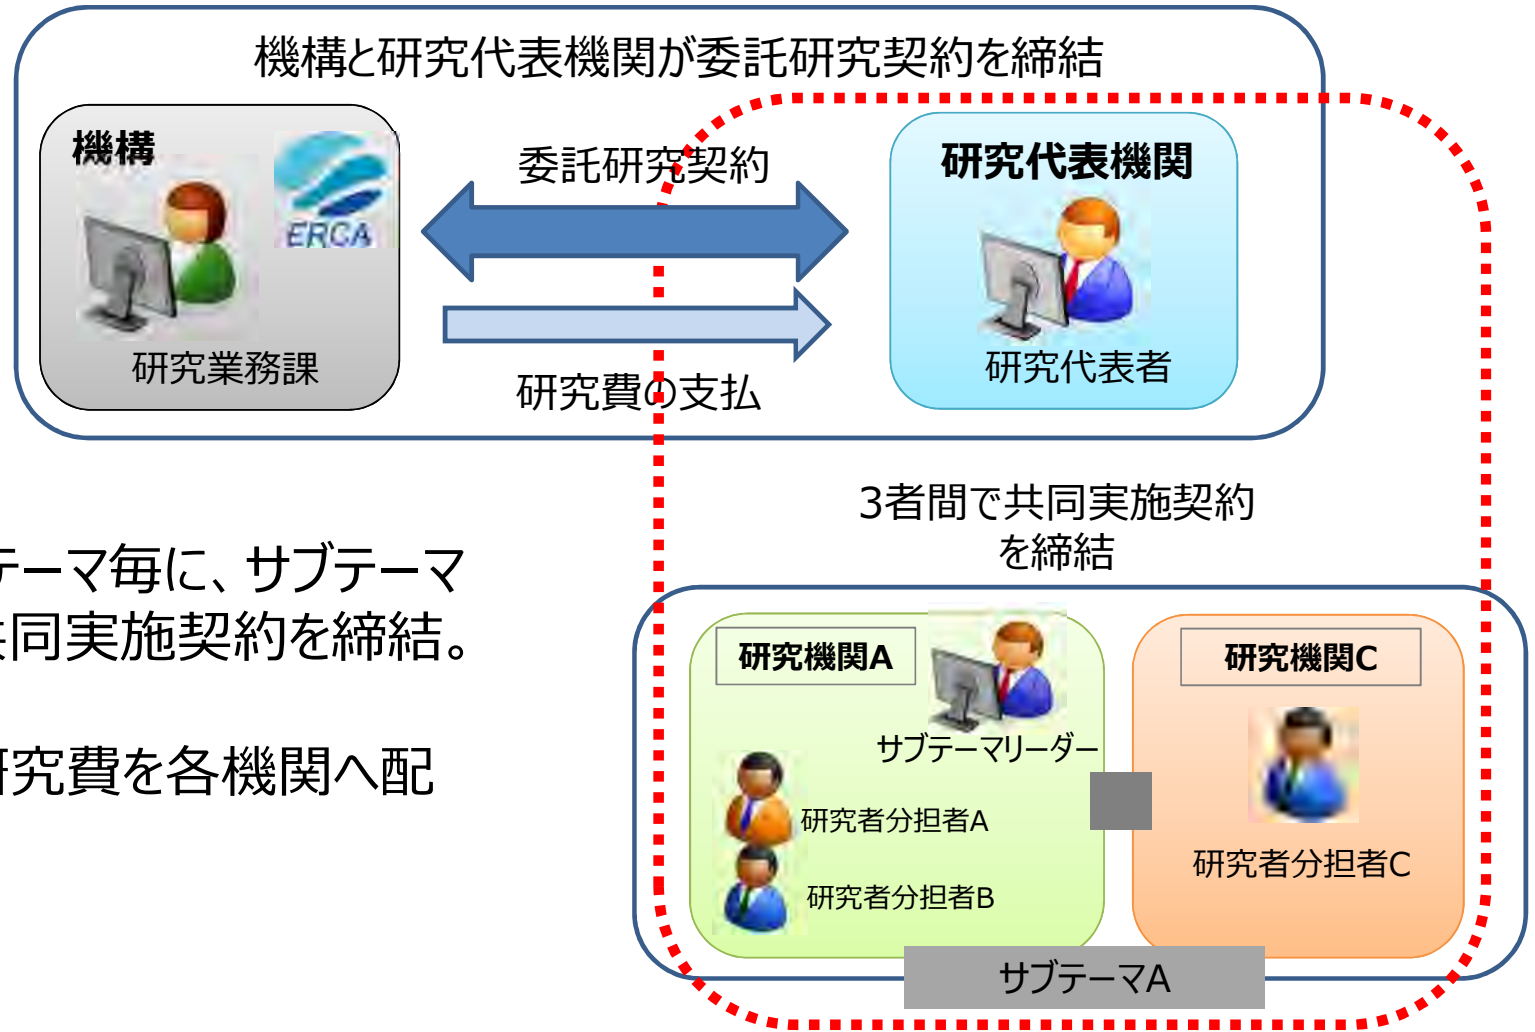 機構と研究代表機関が委託研究契約を締結
機構
ERCA
研究業務課
委託研究契約
研究費の支払
研究代表機関
研究代表者
3者間で共同実施契約
を締結
テーマ毎に、サブテーマ
共同実施契約を締結。
研究費を各機関へ配
研究機関A
サブテーマリーダー
研究者分担者A
研究者分担者B
研究機関C
研究者分担者C
サブテーマA